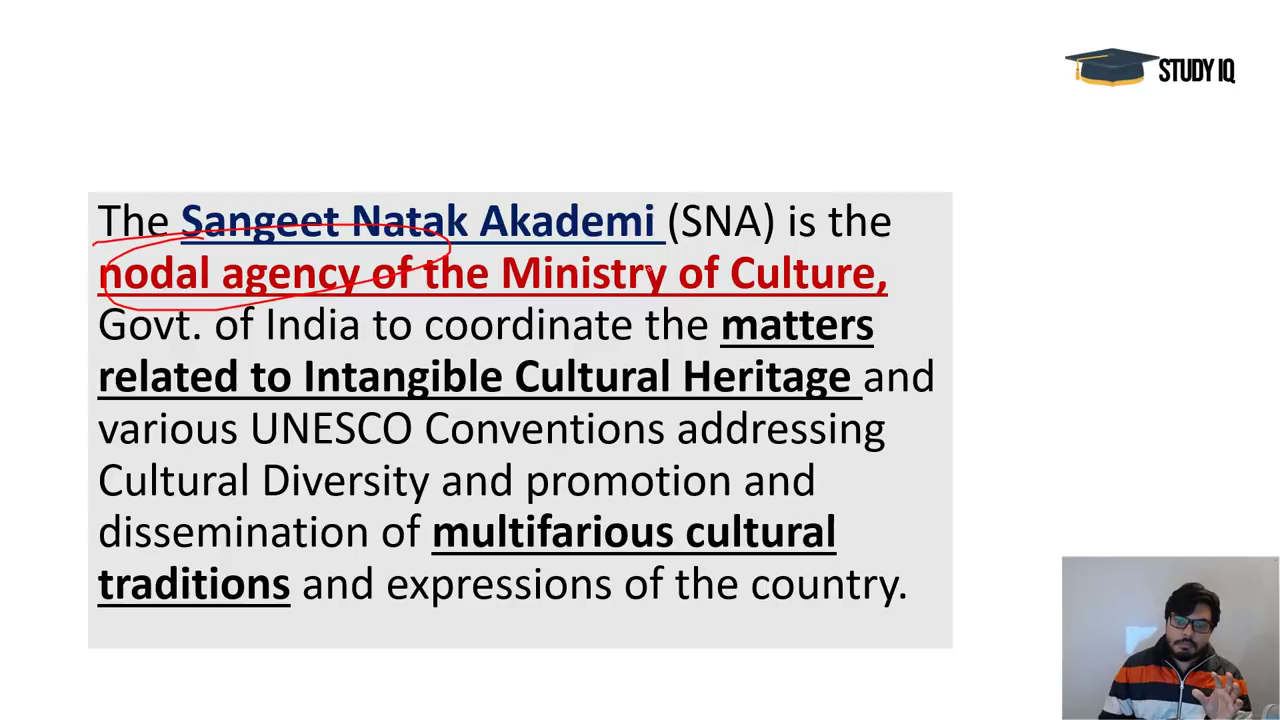 STUDY IQ
The Sangeet Natak Akademi (SNA) is the
nodal agency of the Ministry of Culture,
Govt. of India to coordinate the matters
related to Intangible Cultural Heritage and
various UNESCO Conventions addressing
Cultural Diversity and promotion and
dissemination of multifarious cultural
traditions and expressions of the country.